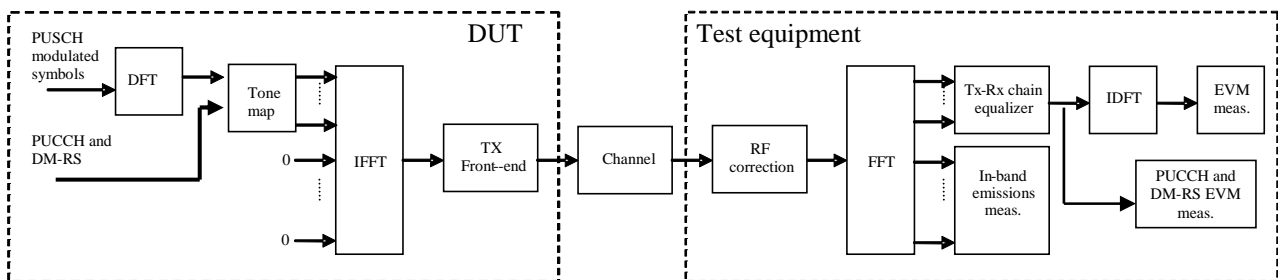 DUT
Test equipment
PUSCH
modulated
symbols
DFT
Tone
map
PUCCH and
DM-RS
0
0
IFFT
TX
Front--end
Channel
RF
correction
FFT
Tx-Rx chain
equalizer
IDFT
EVM
meas.
In-band
emissions
meas.
PUCCH and
DM-RS EVM
meas.